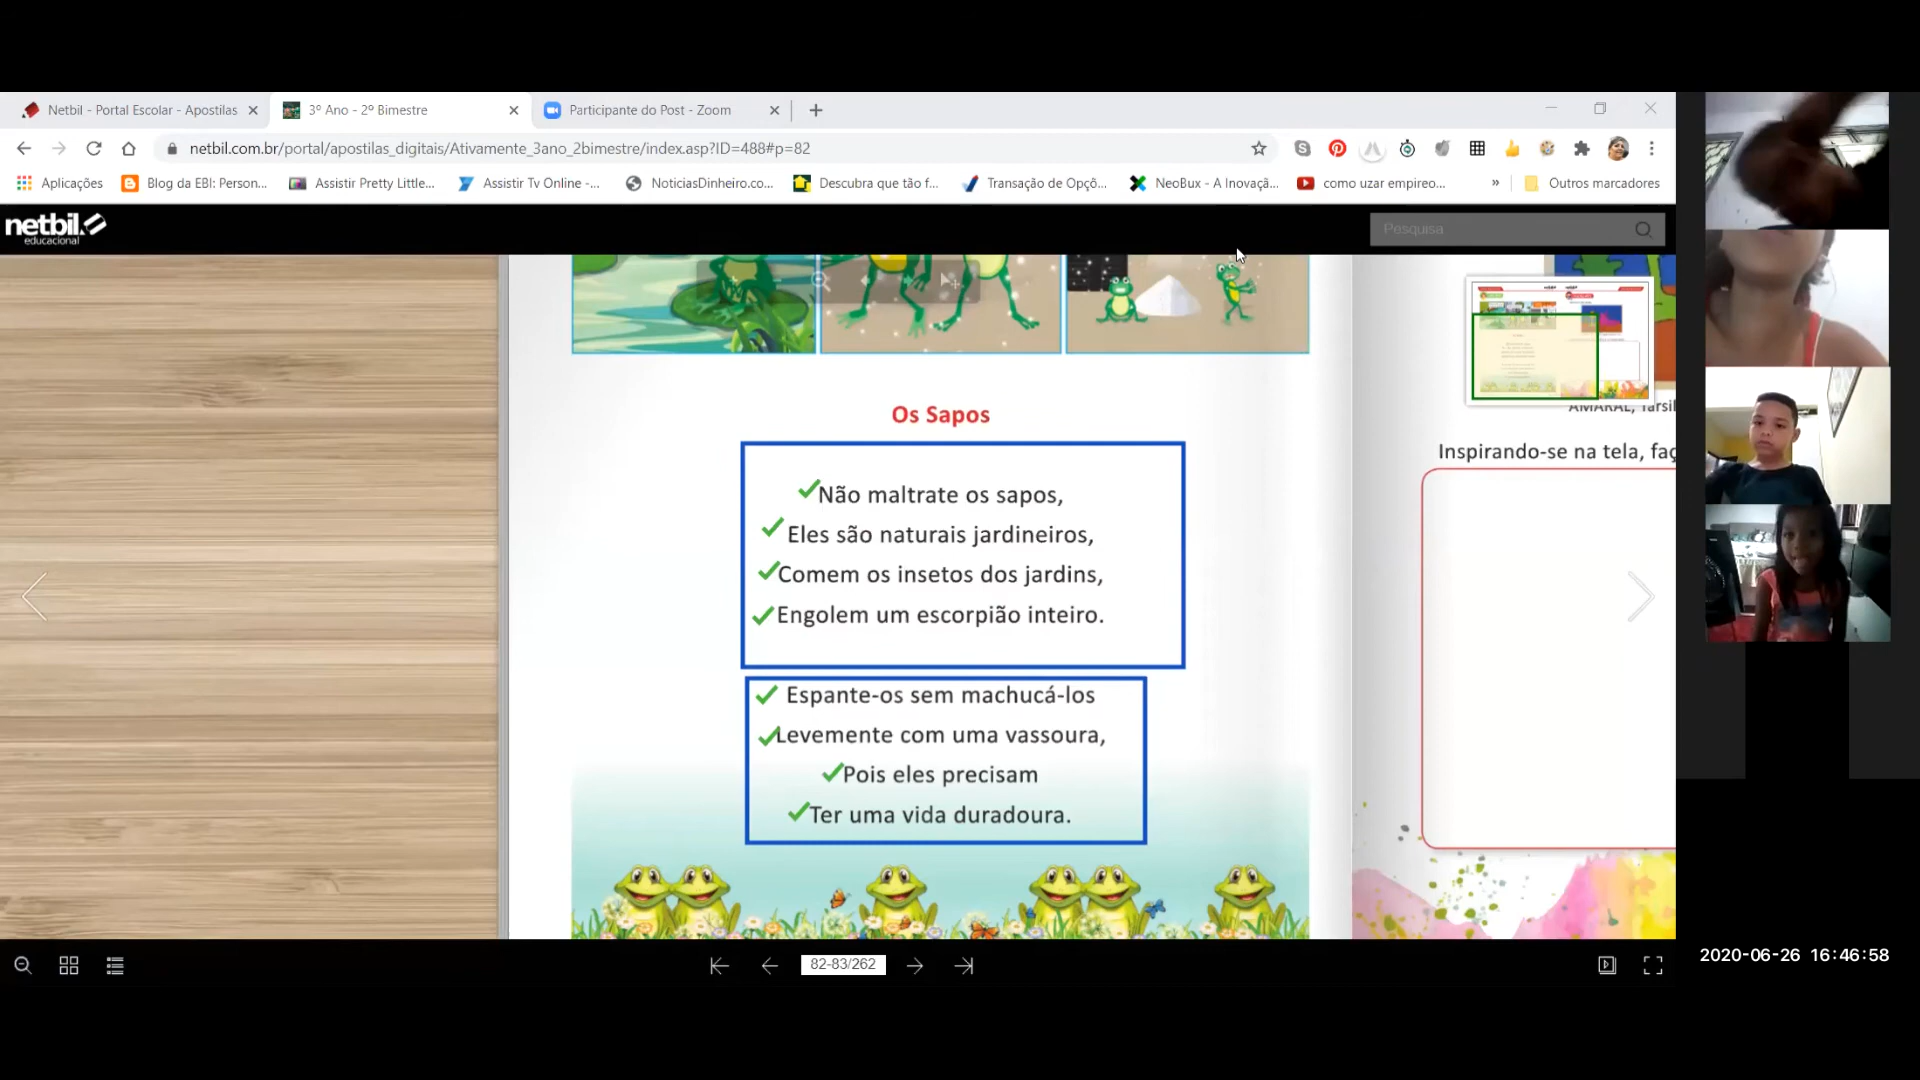 Netbil - Portal Escolar - Apostilas
3º Ano - 2º Bimestre
Participante do Post - Zoom
netbil.com.br/portal/apostilas_digitais/Ativamente_3ano_2bimestre/index.asp?ID=488#p=82
Aplicações
Blog da EBI: Person...
Assistir Pretty Little...
Assistir Tv Online -...
NoticiasDinheiro.co...
Descubra que tão f...
Transação de Opçõ...
NeoBux - A Inovaçã...
como uzar empireo...
»
Outros marcadores
netbil
educacional
Pesquisa
Os Sapos
Não maltrate os sapos,
Eles são naturais jardineiros,
Comem os insetos dos jardins,
Engolem um escorpião inteiro.
Espante-os sem machucá-los
Levemente com uma vassoura,
Pois eles precisam
Ter uma vida duradoura.
AMARAL, Tarsil
Inspirando-se na tela, faç
82-83/262
2020-06-26 16:46:58